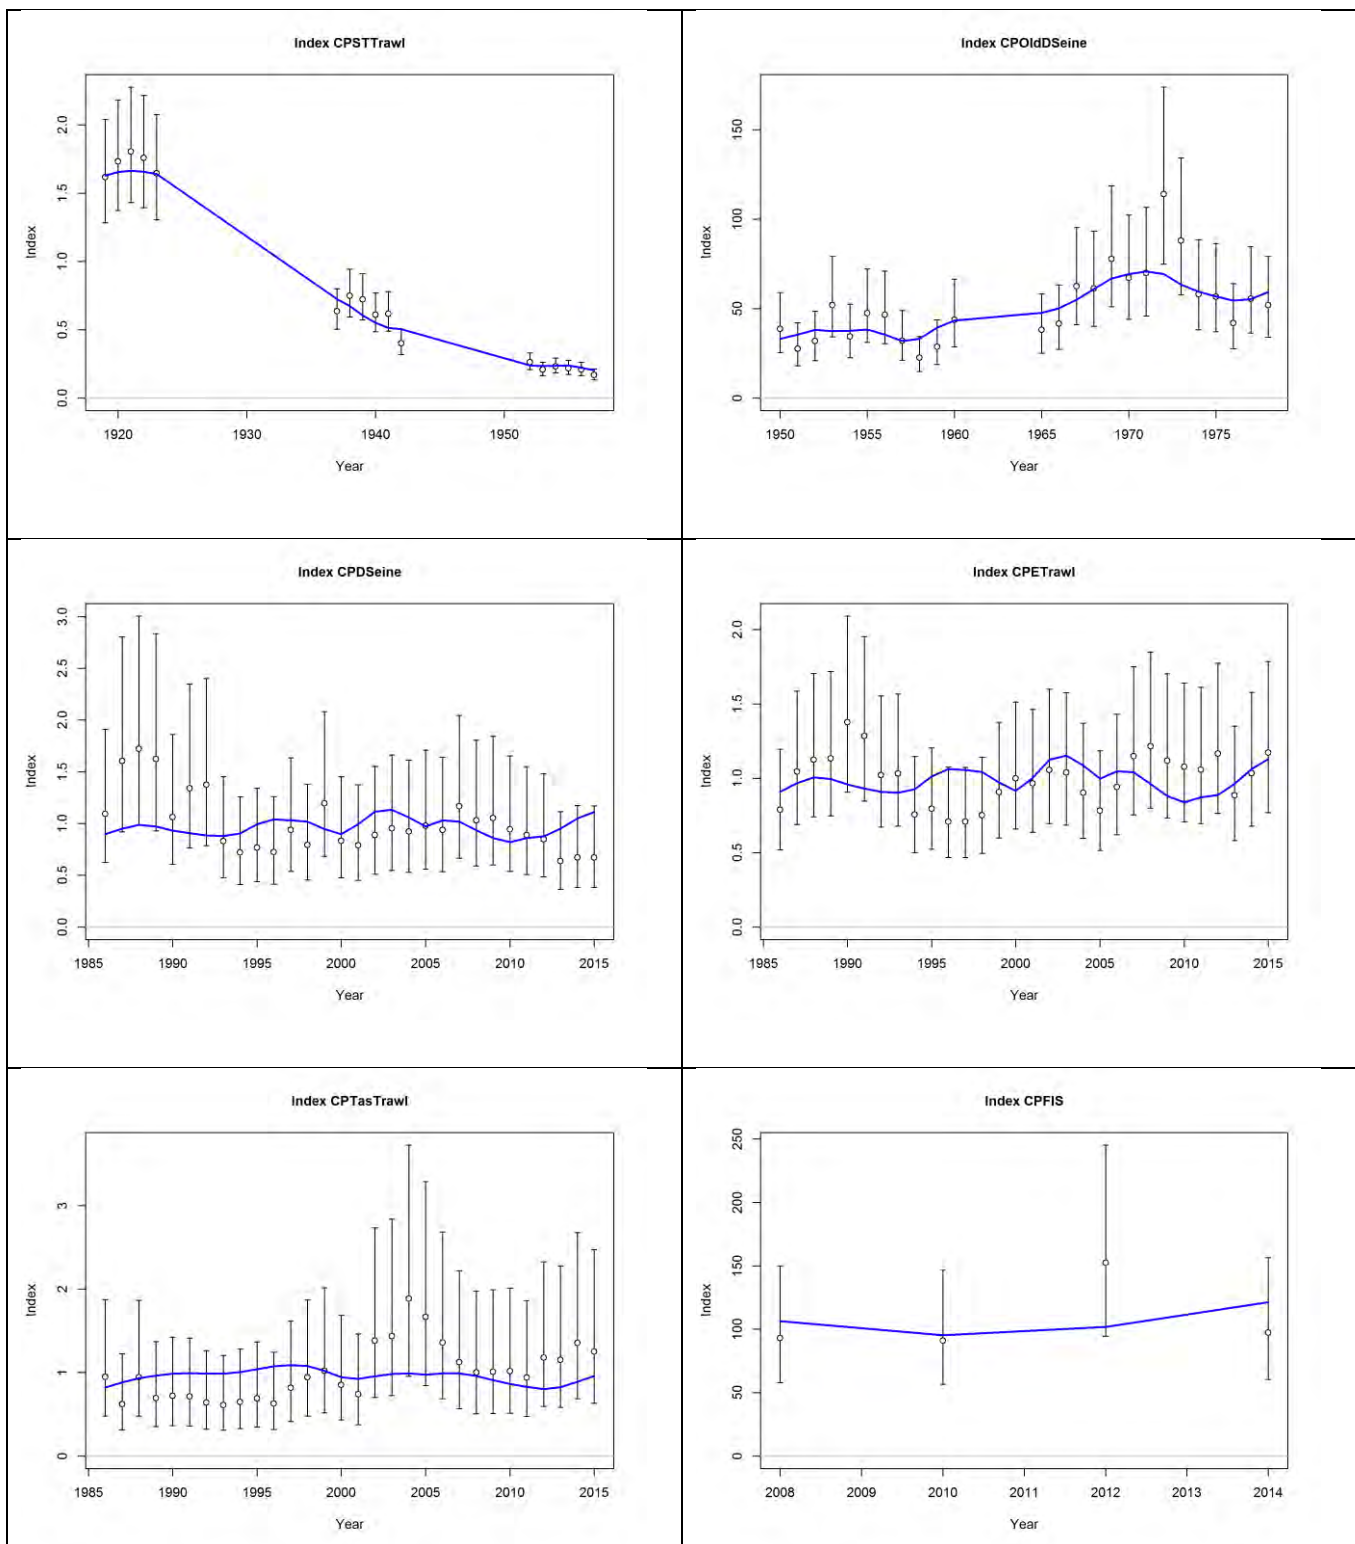 Index CPSTTrawl
Index
2.0
1.5
1.0
0.5
0.0
1920 1930 1940 1950
Year
Index CPOldDSeine
Index
150
100
50
0
1950 1955 1960 1965 1970 1975
Year
Index CPDSeine
Index
3.0
2.5
2.0
1.5
1.0
0.5
0.0
1985 1990 1995 2000 2005 2010 2015
Year
Index CPETrawl
Index
2.0
1.5
1.0
0.5
0.0
1985 1990 1995 2000 2005 2010 2015
Year
Index CPTasTrawl
Index
3
2
1
0
1985 1990 1995 2000 2005 2010 2015
Year
Index CPFIS
Index
250
200
150
100
50
0
2008 2009 2010 2011 2012 2013 2014
Year